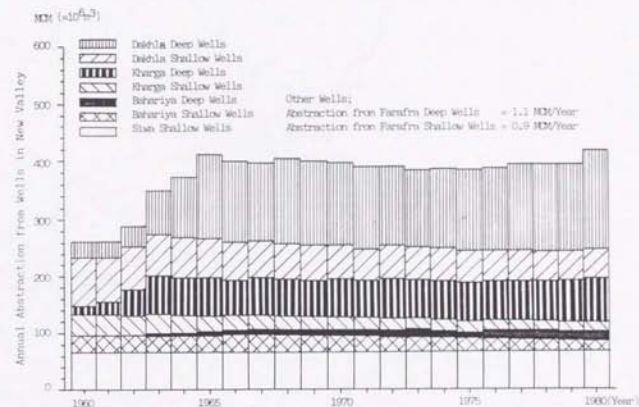 MCM (=10⁶m³)
600
500
400
300
200
100
0
Annual Abstraction from Wells in New Valley
Dakhla Deep Wells
Dakhla Shallow Wells
Kharga Deep Wells
Kharga Shallow Wells
Bahariya Deep Wells
Bahariya Shallow Wells
Siwa Shallow Wells
Other Wells;
Abstraction from Farafra Deep Wells = 1.1 MCM/Year
Abstraction from Farafra Shallow Wells = 0.9 MCM/Year
1960
1965
1970
1975
1980(Year)